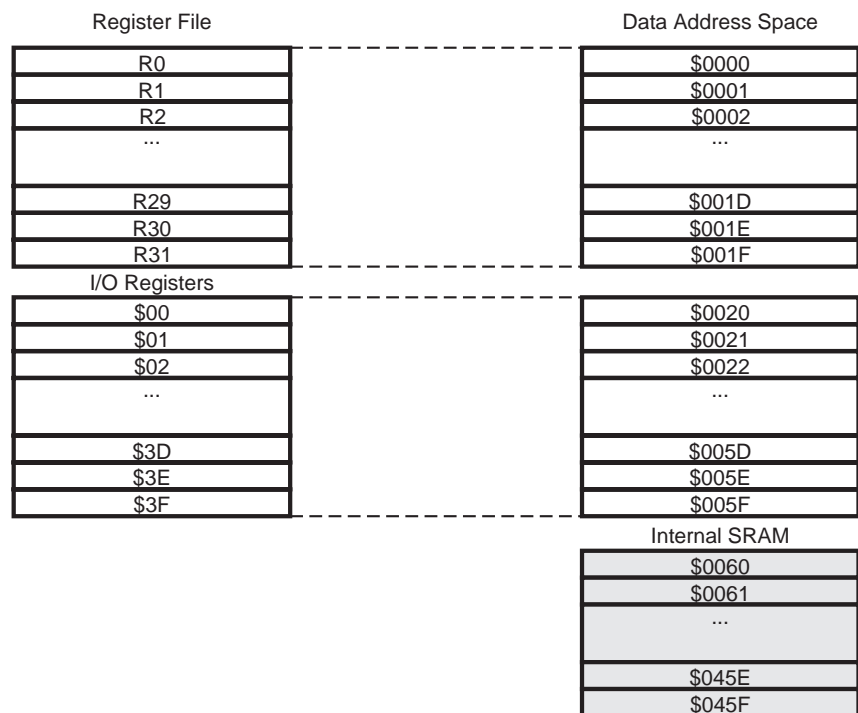 Register File
Data Address Space
R0
$0000
R1
$0001
R2
$0002
...
...
R29
$001D
R30
$001E
R31
$001F
I/O Registers
$00
$0020
$01
$0021
$02
$0022
...
...
$3D
$005D
$3E
$005E
$3F
$005F
Internal SRAM
$0060
$0061
...
$045E
$045F